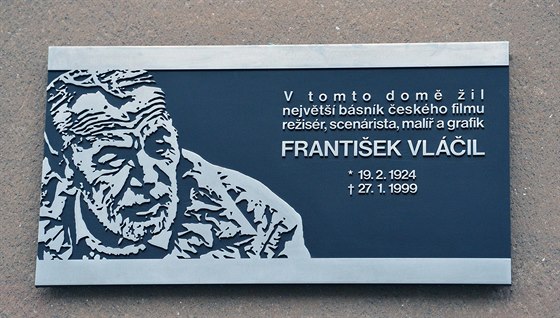 V tomto domě žil
největší básník českého filmu
režisér, scenárista, malíř a grafik
FRANTIŠEK VLÁČIL
* 19. 2. 1924
† 27. 1. 1999